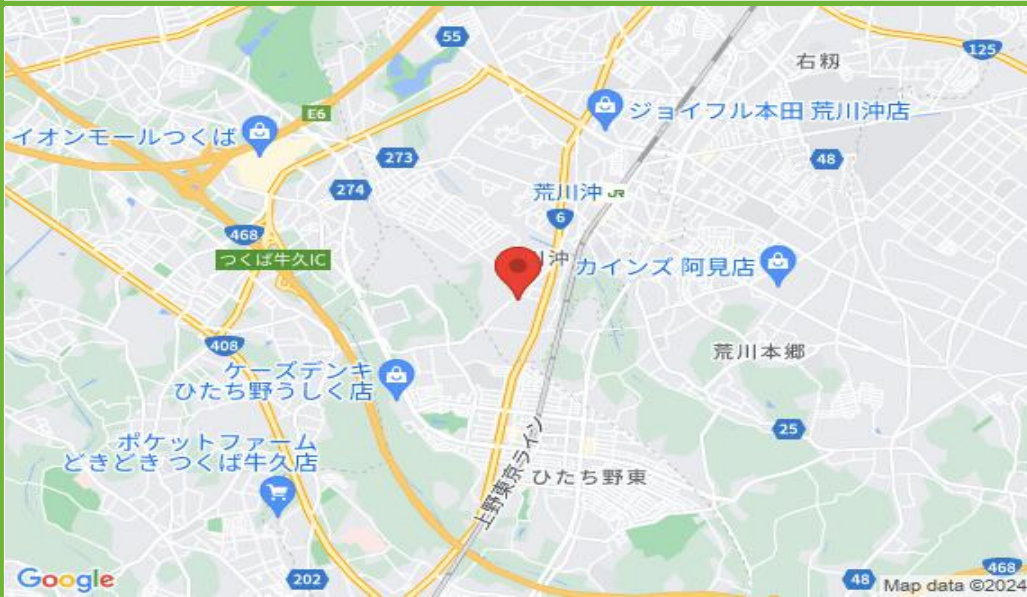 55
125
右籾
E6
ジョイフル本田 荒川沖店
イオンモールつくば
273
48
274
荒川沖 JR
6
468
つくば牛久IC
川沖
カインズ 阿見店
408
荒川本郷
ケーズデンキ
ひたち野うしく店
25
ポケットファーム
どきどき つくば牛久店
上野東京ライン
ひたち野東
Google
202
48
468
Map data ©2024